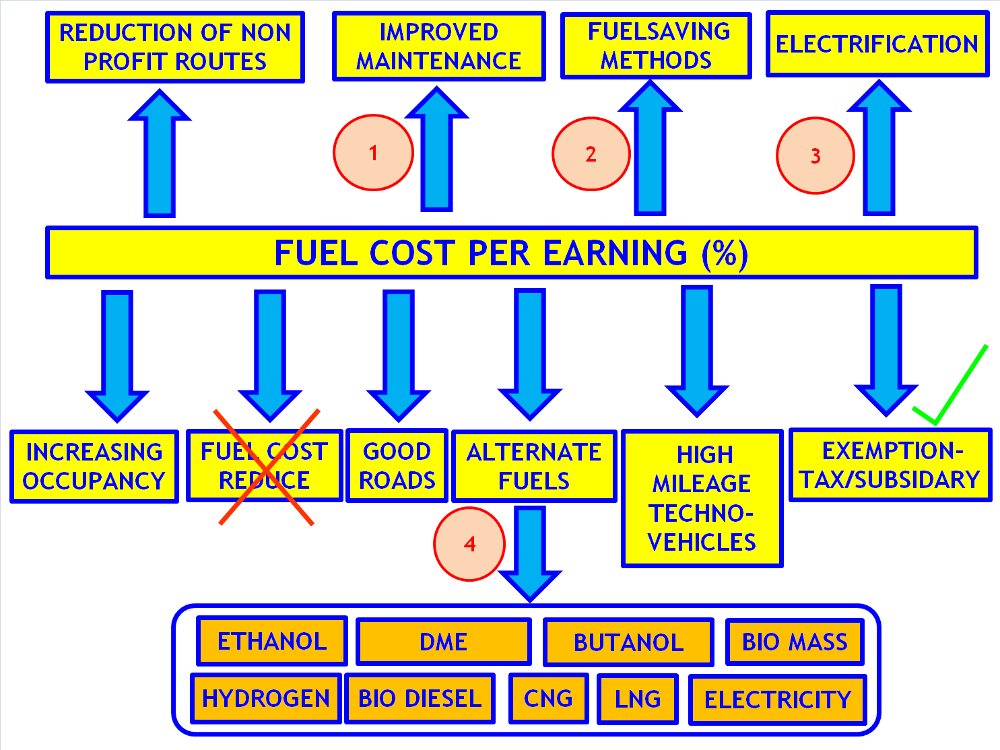 REDUCTION OF NON
PROFIT ROUTES
IMPROVED
MAINTENANCE
FUELSAVING
METHODS
ELECTRIFICATION
1
2
3
FUEL COST PER EARNING (%)
INCREASING
OCCUPANCY
FUEL COST
REDUCE
GOOD
ROADS
ALTERNATE
FUELS
HIGH
MILEAGE
TECHNO-
VEHICLES
EXEMPTION-
TAX/SUBSIDARY
4
ETHANOL
DME
BUTANOL
BIO MASS
HYDROGEN
BIO DIESEL
CNG
LNG
ELECTRICITY